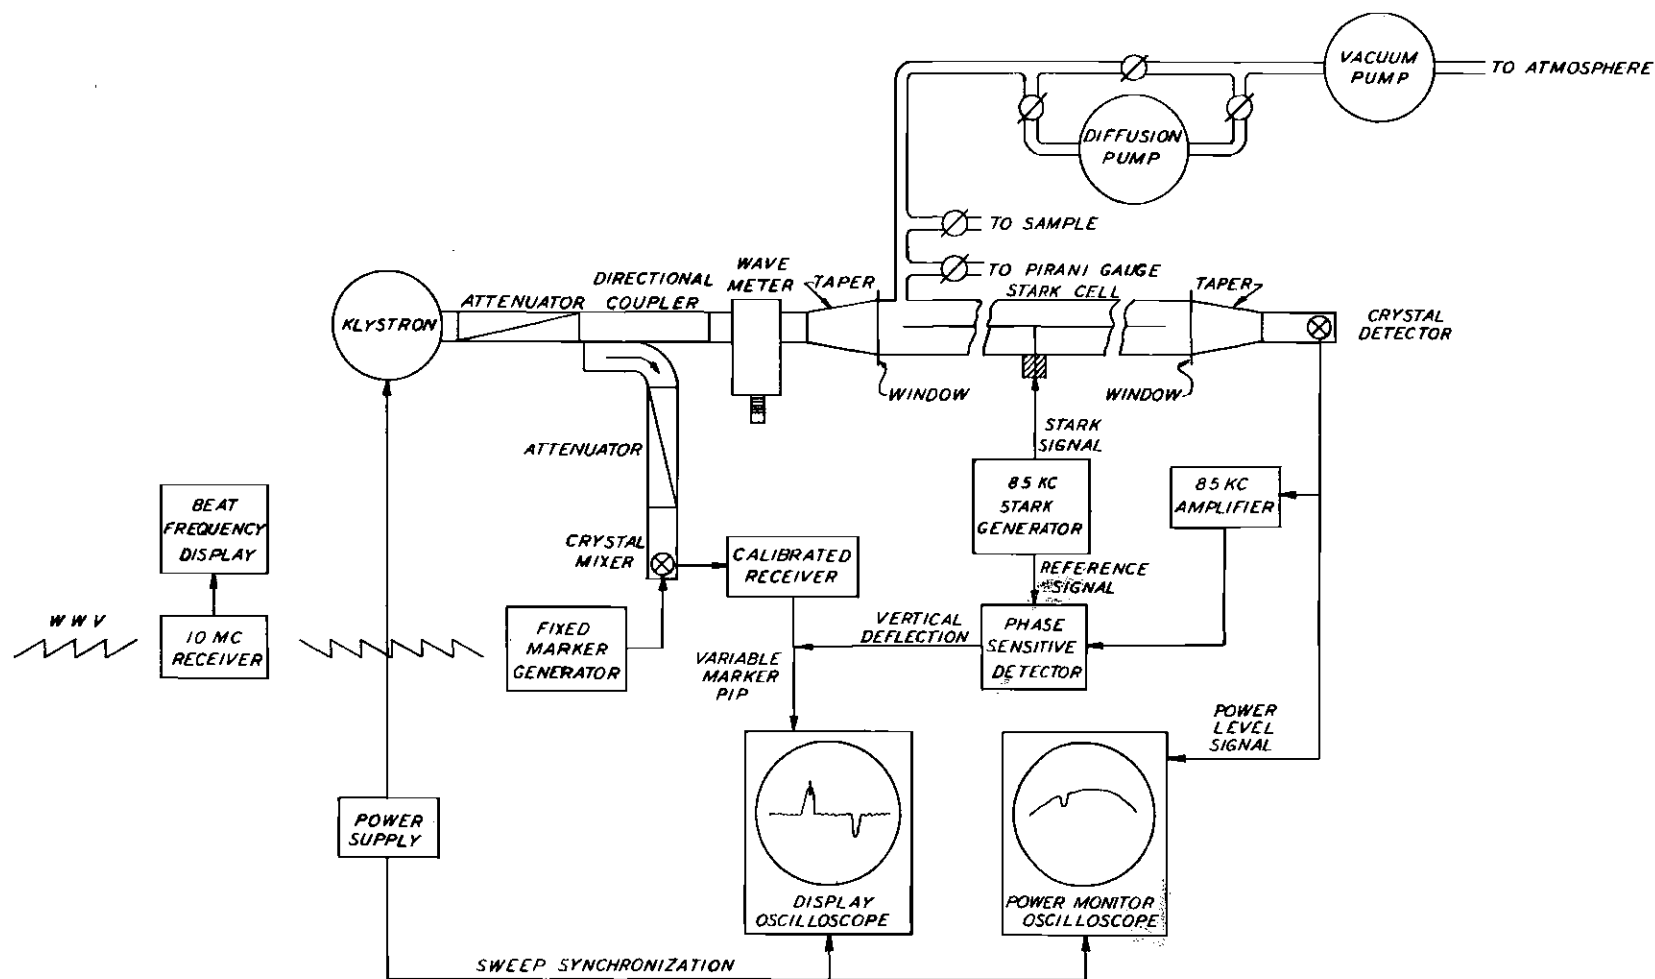 VACUUM
PUMP
TO ATMOSPHERE
DIFFUSION
PUMP
TO SAMPLE
TO PIRANI GAUGE
STARK CELL
WAVE
METER
TAPER
TAPER
DIRECTIONAL
COUPLER
ATTENUATOR
KLYSTRON
CRYSTAL
DETECTOR
WINDOW
WINDOW
STARK
SIGNAL
ATTENUATOR
85 KC
STARK
GENERATOR
85 KC
AMPLIFIER
BEAT
FREQUENCY
DISPLAY
CRYSTAL
MIXER
CALIBRATED
RECEIVER
REFERENCE
SIGNAL
WWV
10 MC
RECEIVER
FIXED
MARKER
GENERATOR
VERTICAL
DEFLECTION
PHASE
SENSITIVE
DETECTOR
VARIABLE
MARKER
PIP
POWER
LEVEL
SIGNAL
POWER
SUPPLY
DISPLAY
OSCILLOSCOPE
POWER MONITOR
OSCILLOSCOPE
SWEEP SYNCHRONIZATION